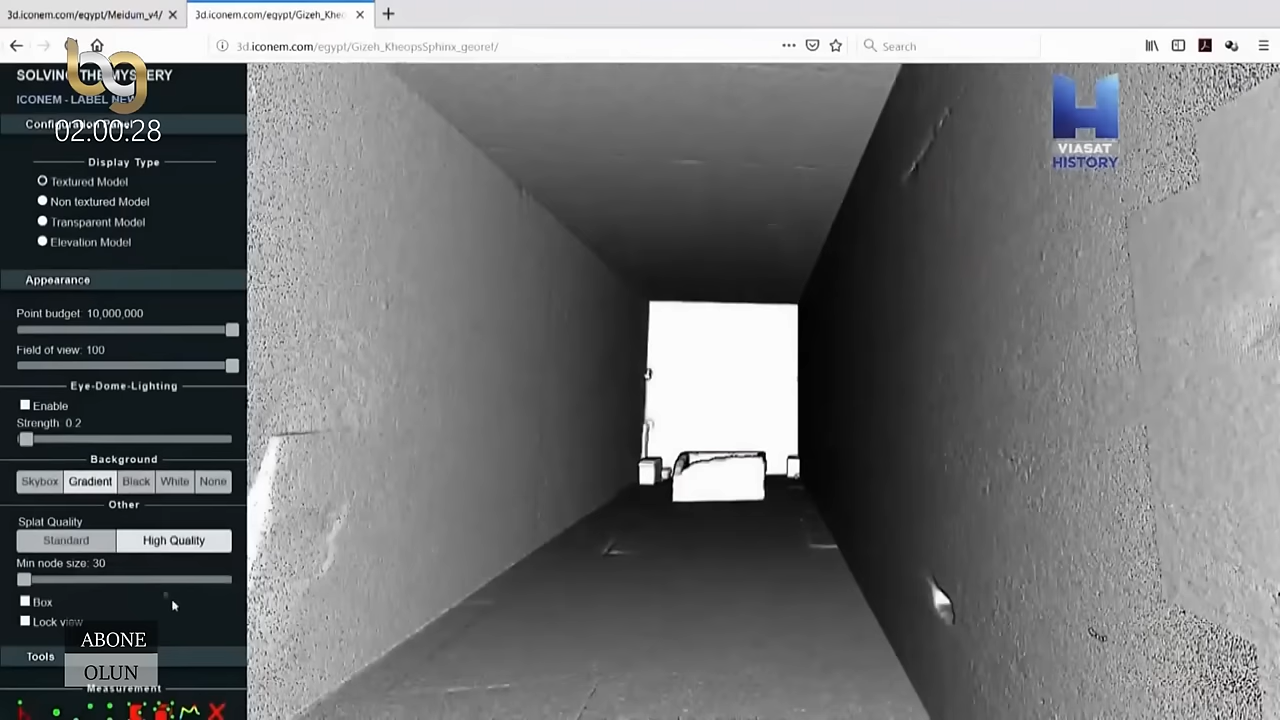 3d.iconem.com/egypt/Meidum_v4/
3d.iconem.com/egypt/Gizeh_Kheo
3d.iconem.com/egypt/Gizeh_KheopsSphinx_georef/
Search
SOLVING THE MYSTERY
ICONEM - LABEL NEW
bg
02.00.28
Configuration Panel
Display Type
Textured Model
Non textured Model
Transparent Model
Elevation Model
Appearance
Point budget: 10,000,000
Field of view: 100
Eye-Dome-Lighting
Enable
Strength 0.2
Background
Skybox Gradient Black White None
Other
Splat Quality
Standard High Quality
Min node size: 30
Box
Lock view
ABONE
OLUN
Tools
Measurement
H
VIASAT
HISTORY